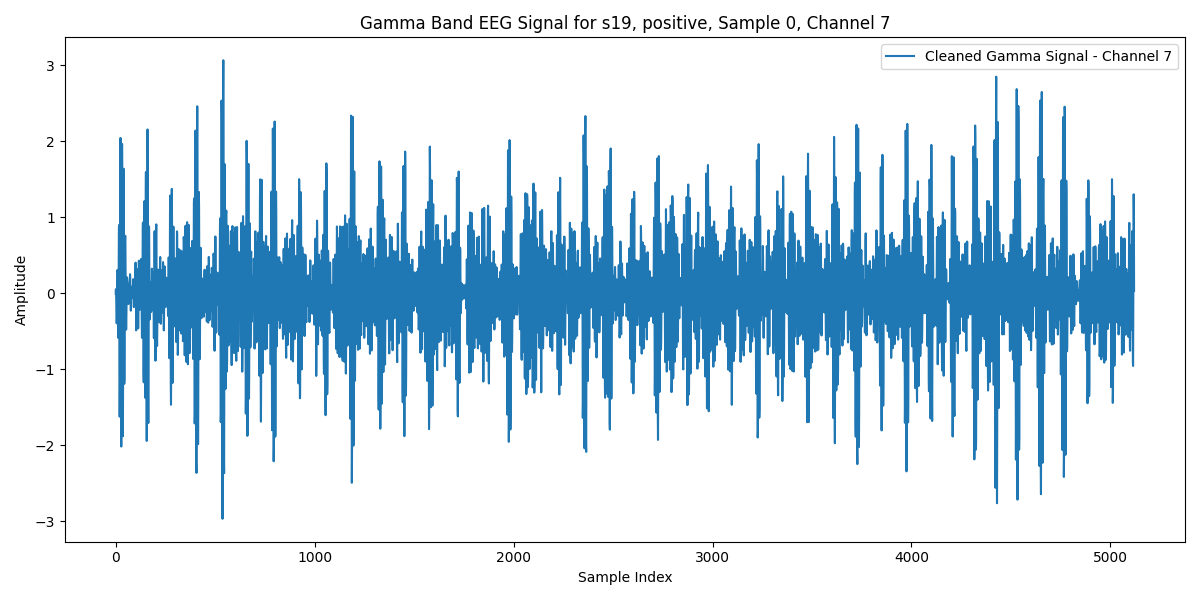 Gamma Band EEG Signal for s19, positive, Sample 0, Channel 7
Cleaned Gamma Signal - Channel 7
3
2
1
0
−1
−2
−3
Amplitude
0 1000 2000 3000 4000 5000
Sample Index